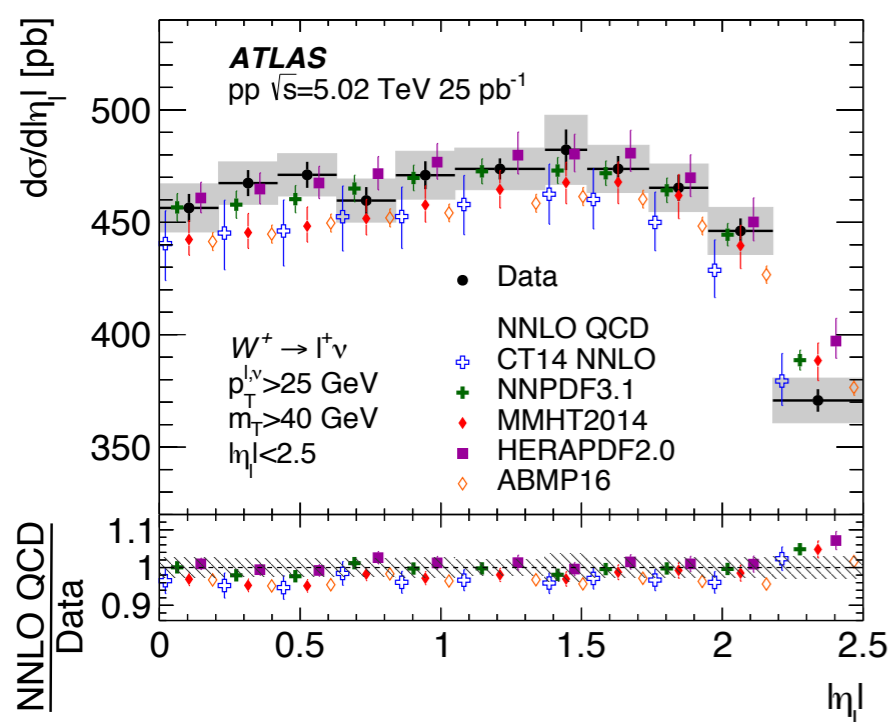 ATLAS
pp √s=5.02 TeV 25 pb⁻¹
dσ/d|η_l| [pb]
500
450
400
350
Data
NNLO QCD
CT14 NNLO
NNPDF3.1
MMHT2014
HERAPDF2.0
ABMP16
W⁺ → l⁺ν
p_T^{l,ν}>25 GeV
m_T>40 GeV
|η_l|<2.5
NNLO QCD
Data
1.1
1
0.9
0 0.5 1 1.5 2 2.5
|η_l|